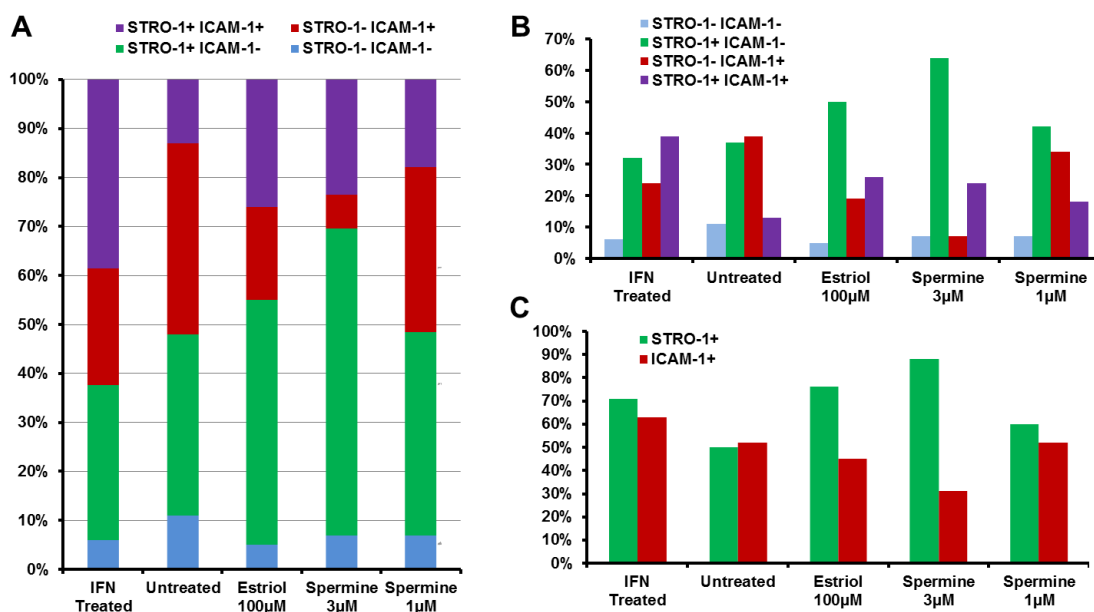 A
STRO-1+ ICAM-1+ STRO-1- ICAM-1+
STRO-1+ ICAM-1- STRO-1- ICAM-1-
100%
90%
80%
70%
60%
50%
40%
30%
20%
10%
0%
IFN Treated
Untreated
Estriol 100µM
Spermine 3µM
Spermine 1µM
B
STRO-1- ICAM-1-
STRO-1+ ICAM-1-
STRO-1- ICAM-1+
STRO-1+ ICAM-1+
70%
60%
50%
40%
30%
20%
10%
0%
IFN Treated
Untreated
Estriol 100µM
Spermine 3µM
Spermine 1µM
C
STRO-1+
ICAM-1+
100%
90%
80%
70%
60%
50%
40%
30%
20%
10%
0%
IFN Treated
Untreated
Estriol 100µM
Spermine 3µM
Spermine 1µM